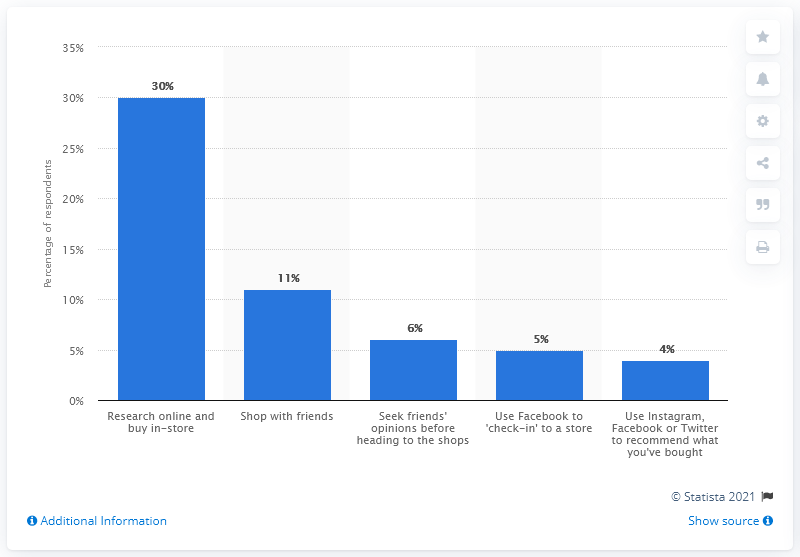 35%
30%
25%
20%
15%
10%
5%
0%
Percentage of respondents
30%
11%
6%
5%
4%
Research online and
buy in-store
Shop with friends
Seek friends'
opinions before
heading to the shops
Use Facebook to
'check-in' to a store
Use Instagram,
Facebook or Twitter
to recommend what
you've bought
© Statista 2021
Additional Information
Show source